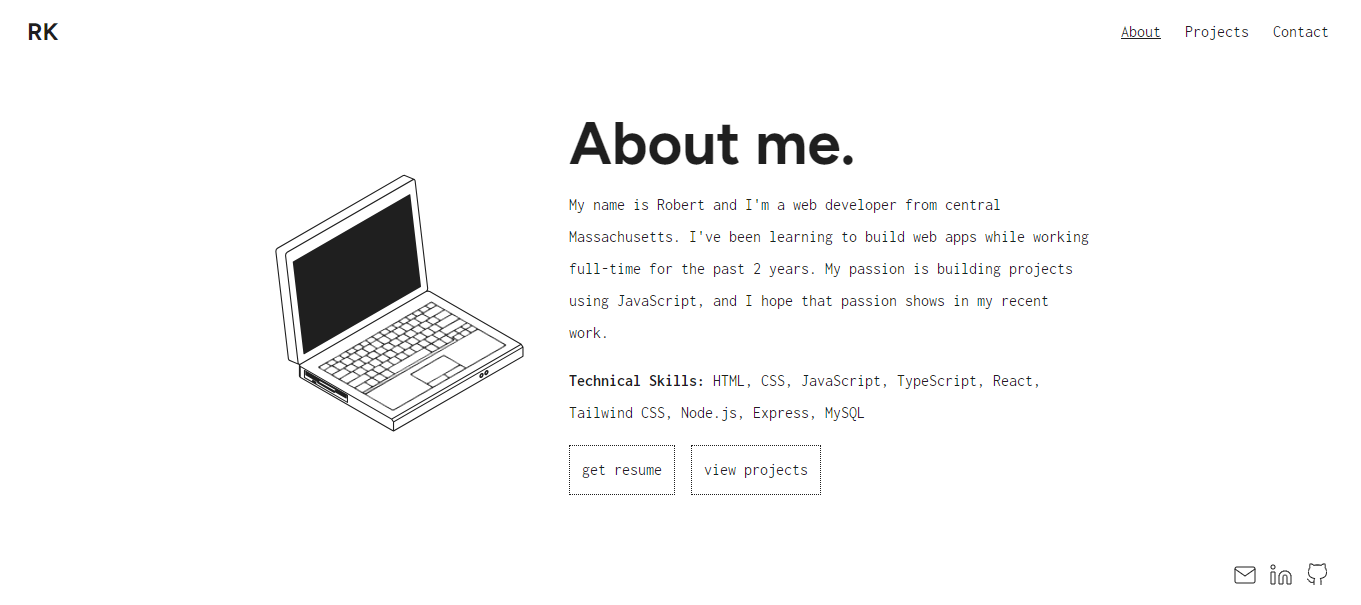 RK
About Projects Contact
About me.
My name is Robert and I'm a web developer from central
Massachusetts. I've been learning to build web apps while working
full-time for the past 2 years. My passion is building projects
using JavaScript, and I hope that passion shows in my recent
work.
Technical Skills: HTML, CSS, JavaScript, TypeScript, React,
Tailwind CSS, Node.js, Express, MySQL
get resume view projects